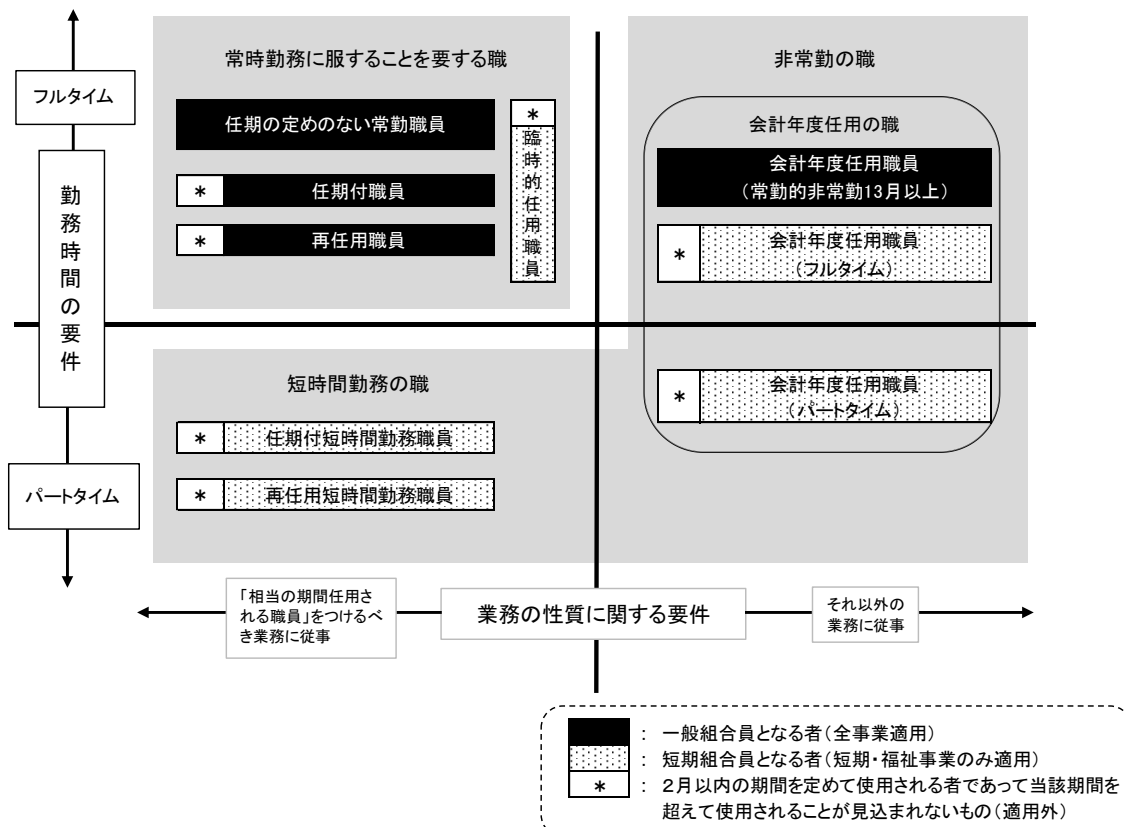 常時勤務に服することを要する職
非常勤の職
フルタイム
任期の定めのない常勤職員
*
臨時的任用職員
*
任期付職員
*
再任用職員
会計年度任用の職
会計年度任用職員
(常勤的非常勤13月以上)
*
会計年度任用職員
(フルタイム)
勤務時間の要件
短時間勤務の職
*
会計年度任用職員
(パートタイム)
*
任期付短時間勤務職員
*
再任用短時間勤務職員
パートタイム
「相当の期間任用さ
れる職員」をつけるべ
き業務に従事
業務の性質に関する要件
それ以外の
業務に従事
: 一般組合員となる者(全事業適用)
: 短期組合員となる者(短期・福祉事業のみ適用)
* : 2月以内の期間を定めて使用される者であって当該期間を
超えて使用されることが見込まれないもの(適用外)